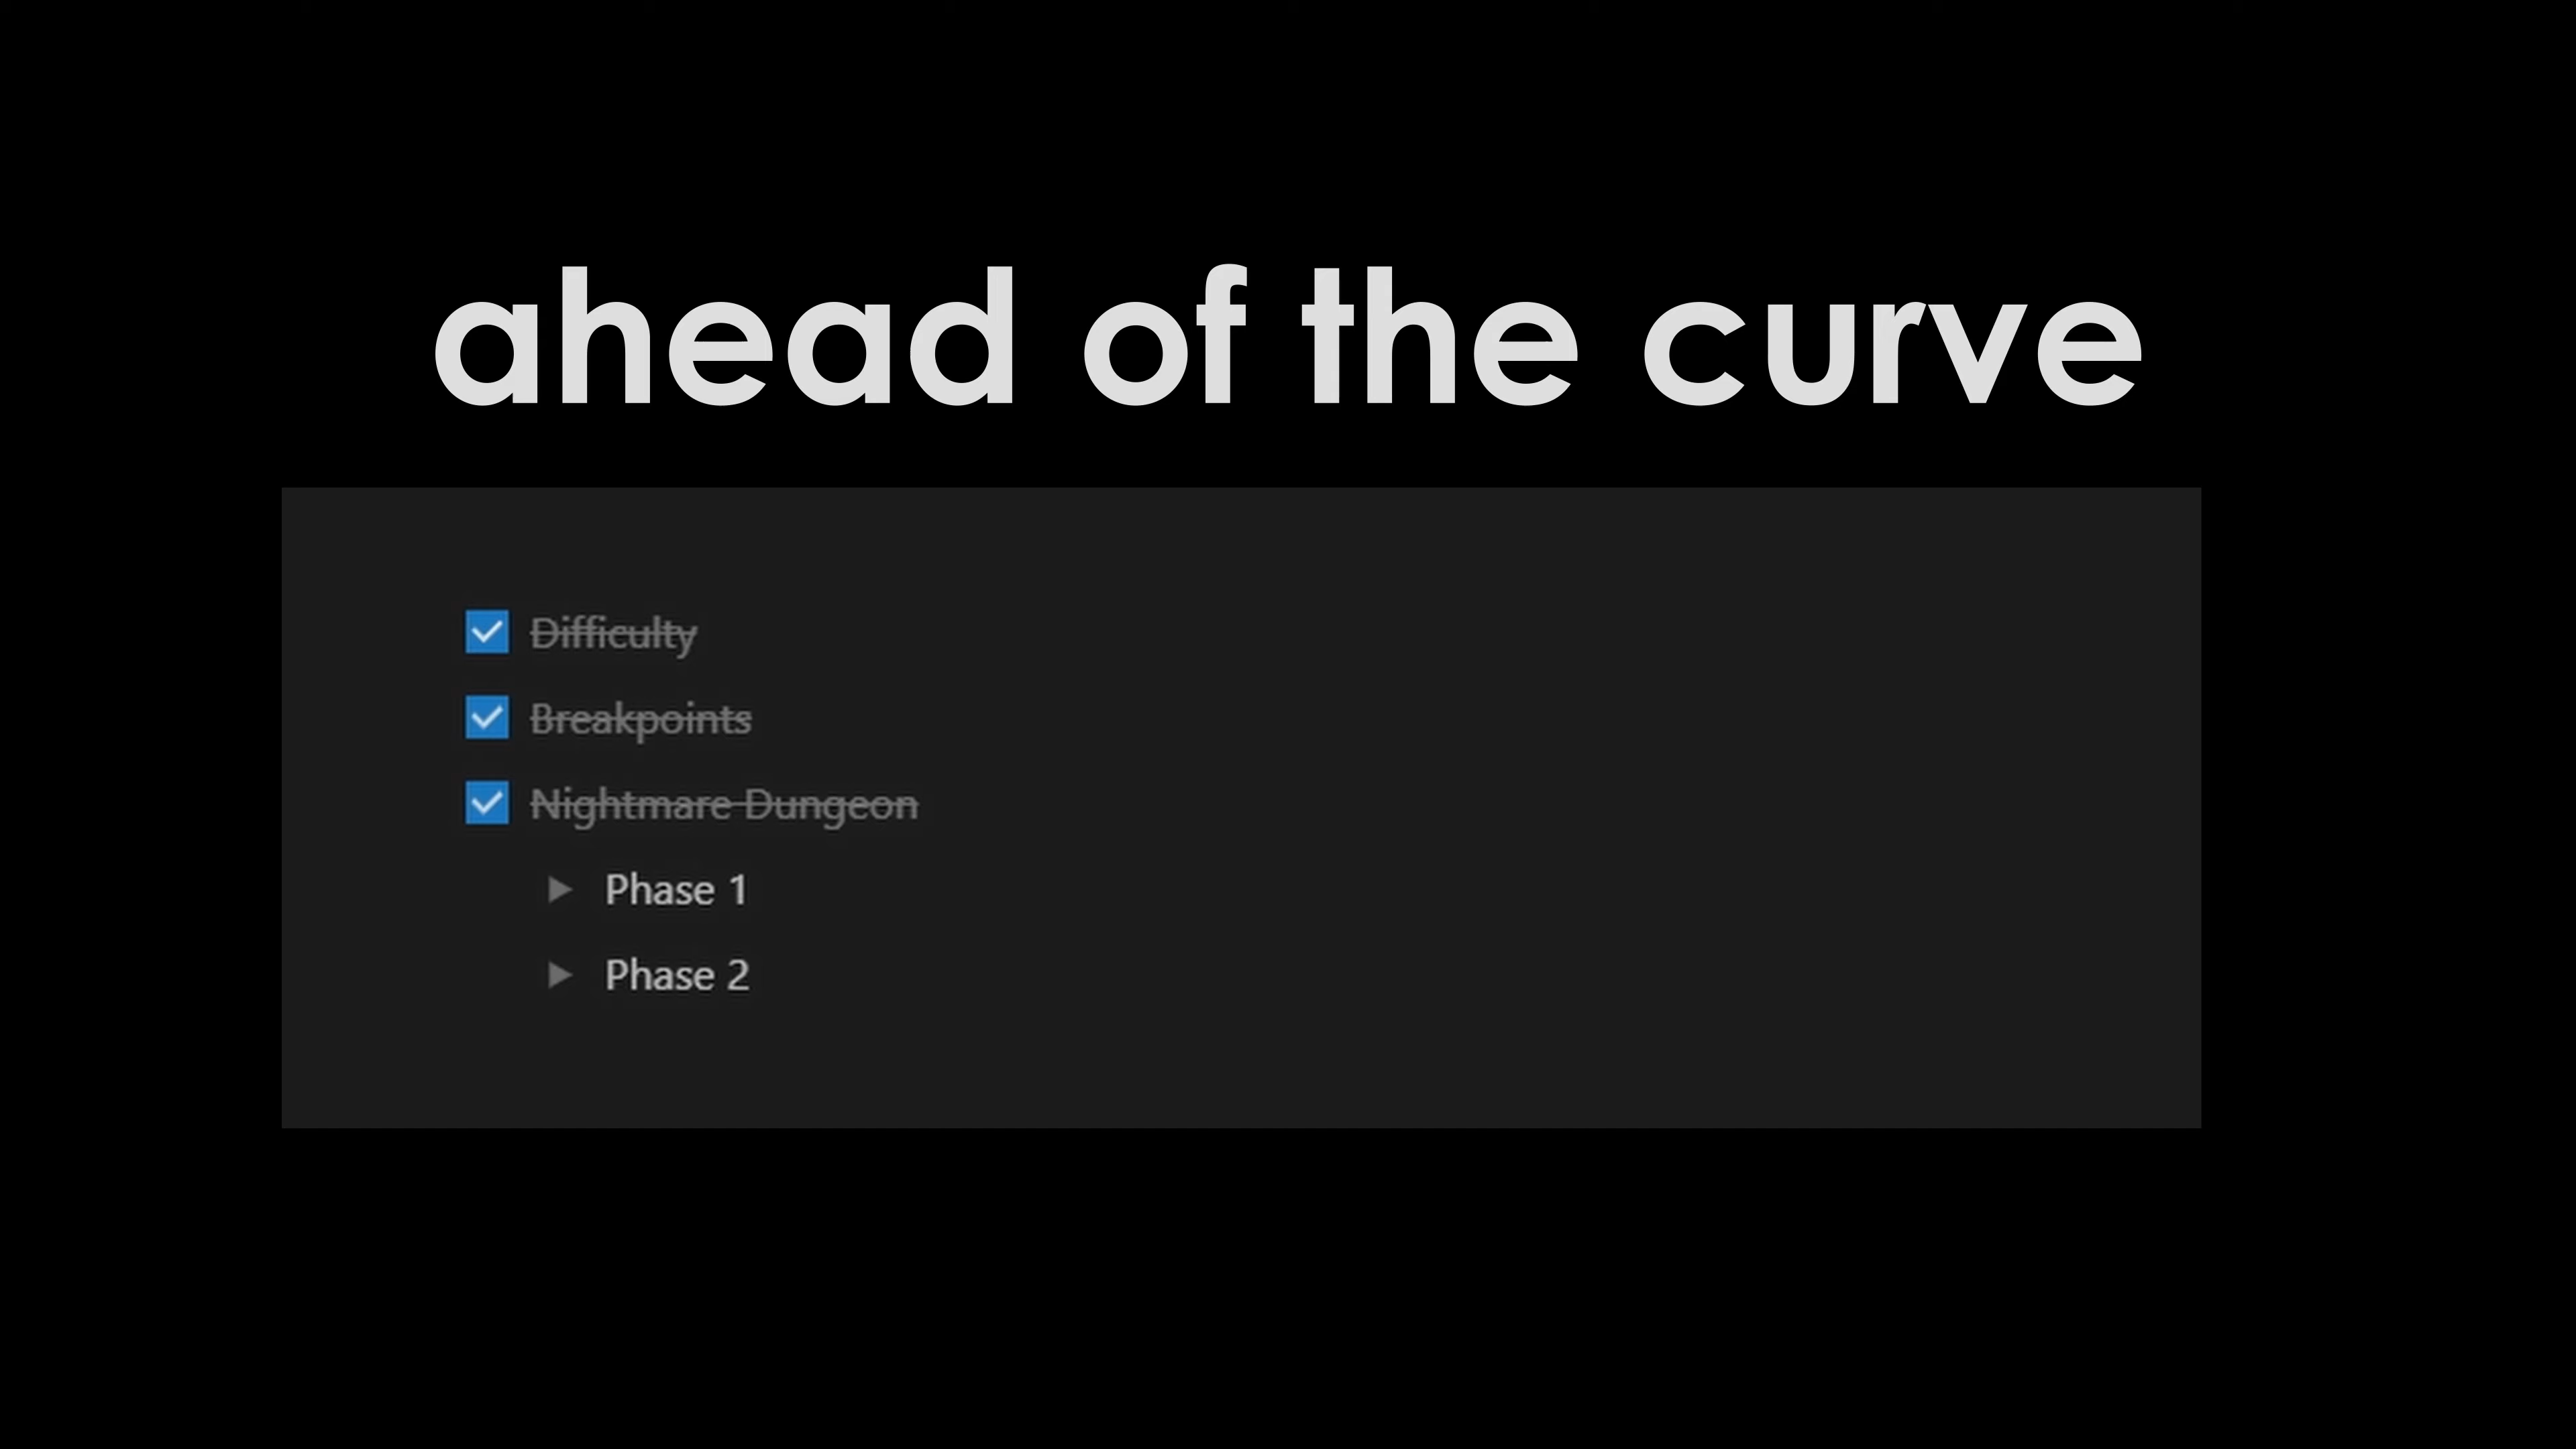 ahead of the curve
Difficulty
Breakpoints
Nightmare Dungeon
Phase 1
Phase 2